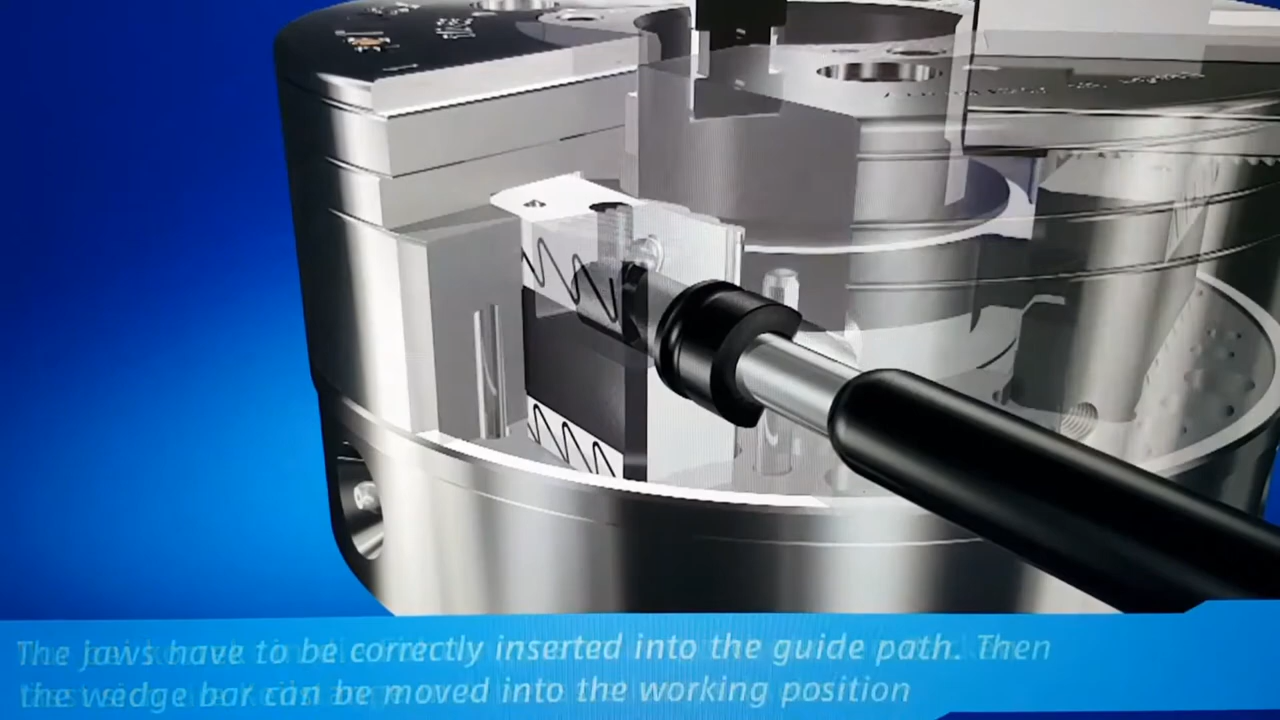 The jaws have to be correctly inserted into the guide path. Then
the wedge bar can be moved into the working position